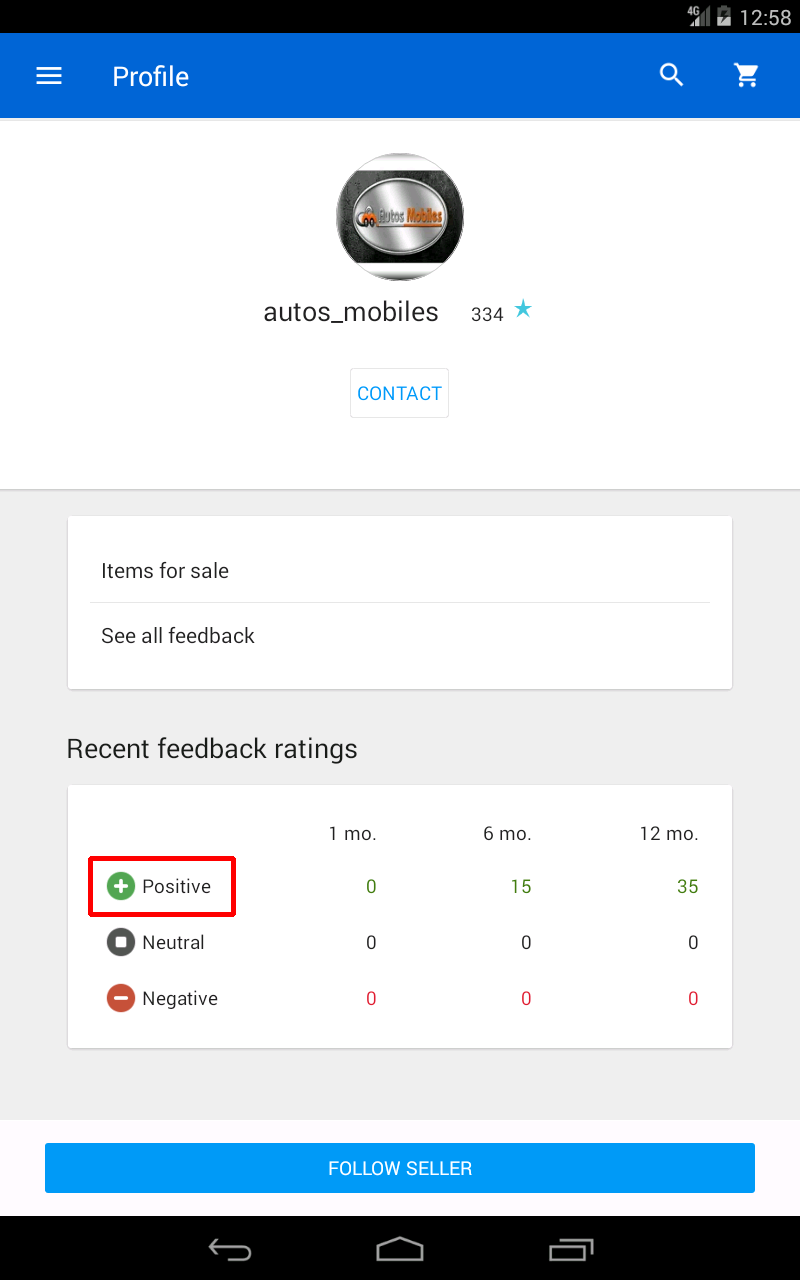 4G 12:58
Profile
Autos Mobiles
autos_mobiles 334
CONTACT
Items for sale
See all feedback
Recent feedback ratings
1 mo. 6 mo. 12 mo.
Positive 0 15 35
Neutral 0 0 0
Negative 0 0 0
FOLLOW SELLER